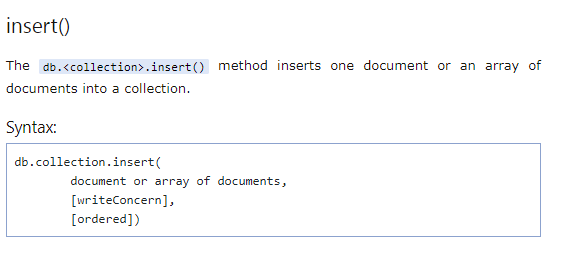 insert()
The db.<collection>.insert() method inserts one document or an array of
documents into a collection.
Syntax:
db.collection.insert(
        document or array of documents,
        [writeConcern],
        [ordered])